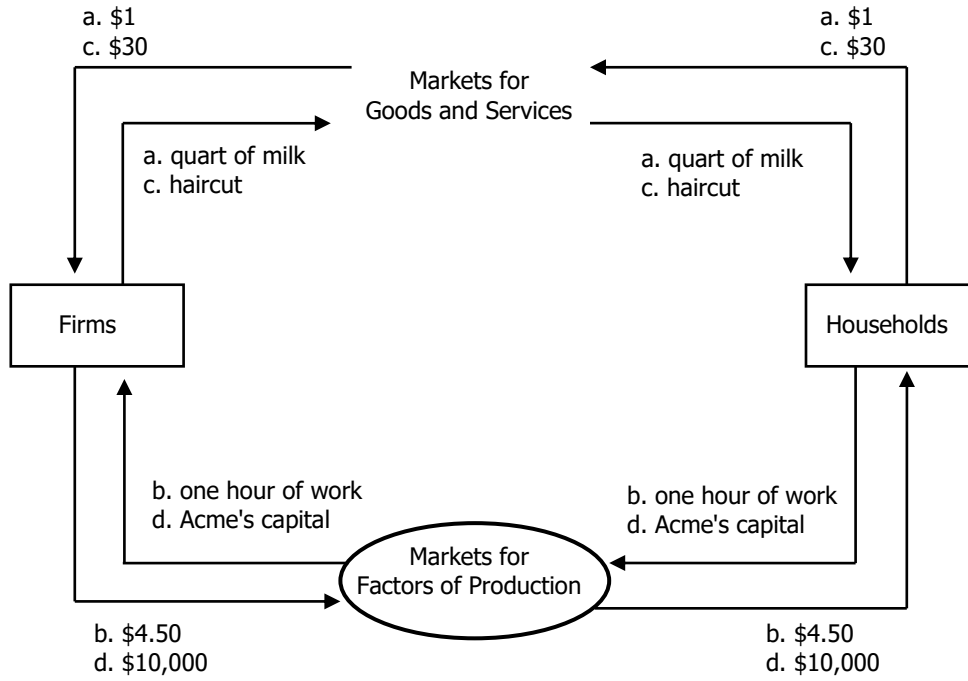 a. $1
c. $30
a. $1
c. $30
Markets for
Goods and Services
a. quart of milk
c. haircut
a. quart of milk
c. haircut
Firms
Households
b. one hour of work
d. Acme's capital
b. one hour of work
d. Acme's capital
Markets for
Factors of Production
b. $4.50
d. $10,000
b. $4.50
d. $10,000